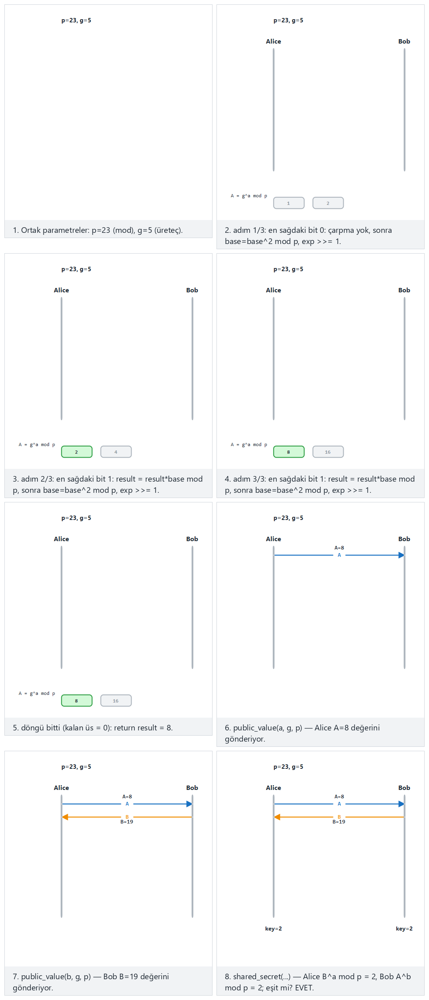 p=23, g=5
1. Ortak parametreler: p=23 (mod), g=5 (üreteç).
p=23, g=5
Alice Bob
A = g^a mod p 1 2
2. adım 1/3: en sağdaki bit 0: çarpma yok, sonra
base=base^2 mod p, exp >>= 1.
p=23, g=5
Alice Bob
A = g^a mod p 2 4
3. adım 2/3: en sağdaki bit 1: result = result*base mod
p, sonra base=base^2 mod p, exp >>= 1.
p=23, g=5
Alice Bob
A = g^a mod p 8 16
4. adım 3/3: en sağdaki bit 1: result = result*base mod
p, sonra base=base^2 mod p, exp >>= 1.
p=23, g=5
Alice Bob
A = g^a mod p 8 16
5. döngü bitti (kalan üs = 0): return result = 8.
p=23, g=5
Alice Bob
A=8
A
6. public_value(a, g, p) — Alice A=8 değerini
gönderiyor.
p=23, g=5
Alice Bob
A=8
A
B
B=19
7. public_value(b, g, p) — Bob B=19 değerini
gönderiyor.
p=23, g=5
Alice Bob
A=8
A
B
B=19
key=2 key=2
8. shared_secret(...) — Alice B^a mod p = 2, Bob A^b
mod p = 2; eşit mi? EVET.